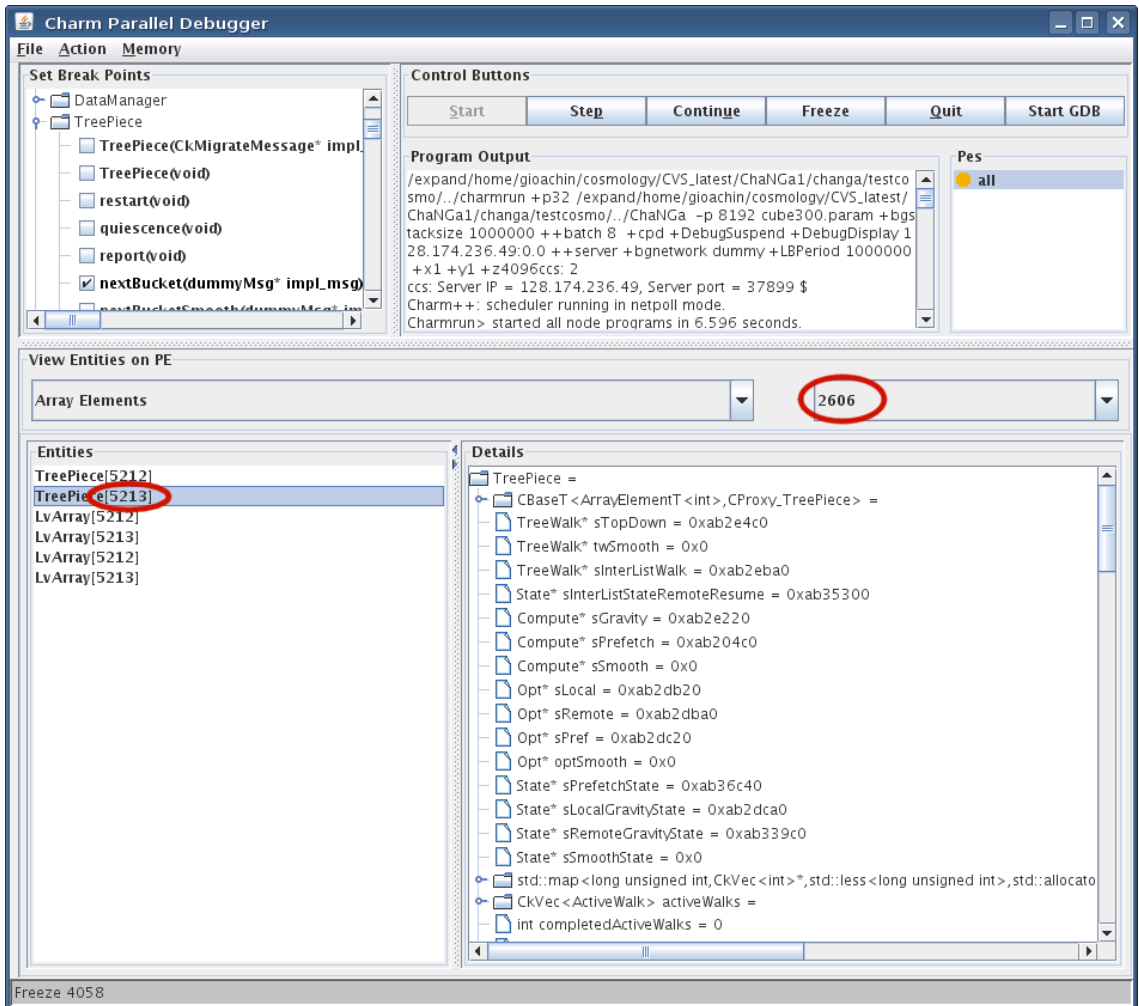 Charm Parallel Debugger
File Action Memory
Set Break Points
DataManager
TreePiece
TreePiece(CkMigrateMessage* impl_
TreePiece(void)
restart(void)
quiescence(void)
report(void)
nextBucket(dummyMsg* impl_msg)
nextBucketSmooth(dummyMsg* im
Control Buttons
Start Step Continue Freeze Quit Start GDB
Program Output
/expand/home/gioachin/cosmology/CVS_latest/ChaNGa1/changa/testco
smo/../charmrun +p32 /expand/home/gioachin/cosmology/CVS_latest/
ChaNGa1/changa/testcosmo/../ChaNGa -p 8192 cube300.param +bgs
tacksize 1000000 ++batch 8 +cpd +DebugSuspend +DebugDisplay 1
28.174.236.49:0.0 ++server +bgnetwork dummy +LBPeriod 1000000
+x1 +y1 +z4096ccs: 2
ccs: Server IP = 128.174.236.49, Server port = 37899 $
Charm++: scheduler running in netpoll mode.
Charmrun> started all node programs in 6.596 seconds.
Pes
all
View Entities on PE
Array Elements
2606
Entities
TreePiece[5212]
TreePiece[5213]
LvArray[5212]
LvArray[5213]
LvArray[5212]
LvArray[5213]
Details
TreePiece =
CBaseT<ArrayElementT<int>,CProxy_TreePiece> =
TreeWalk* sTopDown = 0xab2e4c0
TreeWalk* twSmooth = 0x0
TreeWalk* sInterListWalk = 0xab2eba0
State* sInterListStateRemoteResume = 0xab35300
Compute* sGravity = 0xab2e220
Compute* sPrefetch = 0xab204c0
Compute* sSmooth = 0x0
Opt* sLocal = 0xab2db20
Opt* sRemote = 0xab2dba0
Opt* sPref = 0xab2dc20
Opt* optSmooth = 0x0
State* sPrefetchState = 0xab36c40
State* sLocalGravityState = 0xab2dca0
State* sRemoteGravityState = 0xab339c0
State* sSmoothState = 0x0
std::map<long unsigned int,CkVec<int>*,std::less<long unsigned int>,std::allocato
CkVec<ActiveWalk> activeWalks =
int completedActiveWalks = 0
Freeze 4058